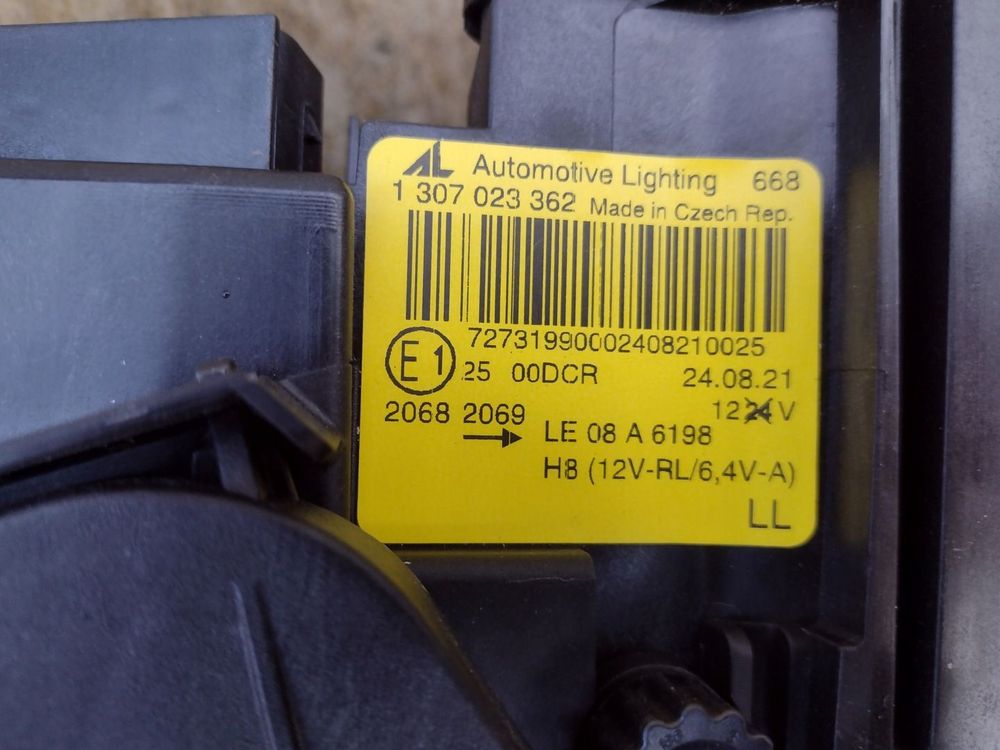 AL Automotive Lighting 668
1 307 023 362 Made in Czech Rep.
72731990002408210025
E1 25 00DCR 24.08.21
12 24 V
2068 2069
LE 08 A 6198
H8 (12V-RL/6,4V-A)
LL